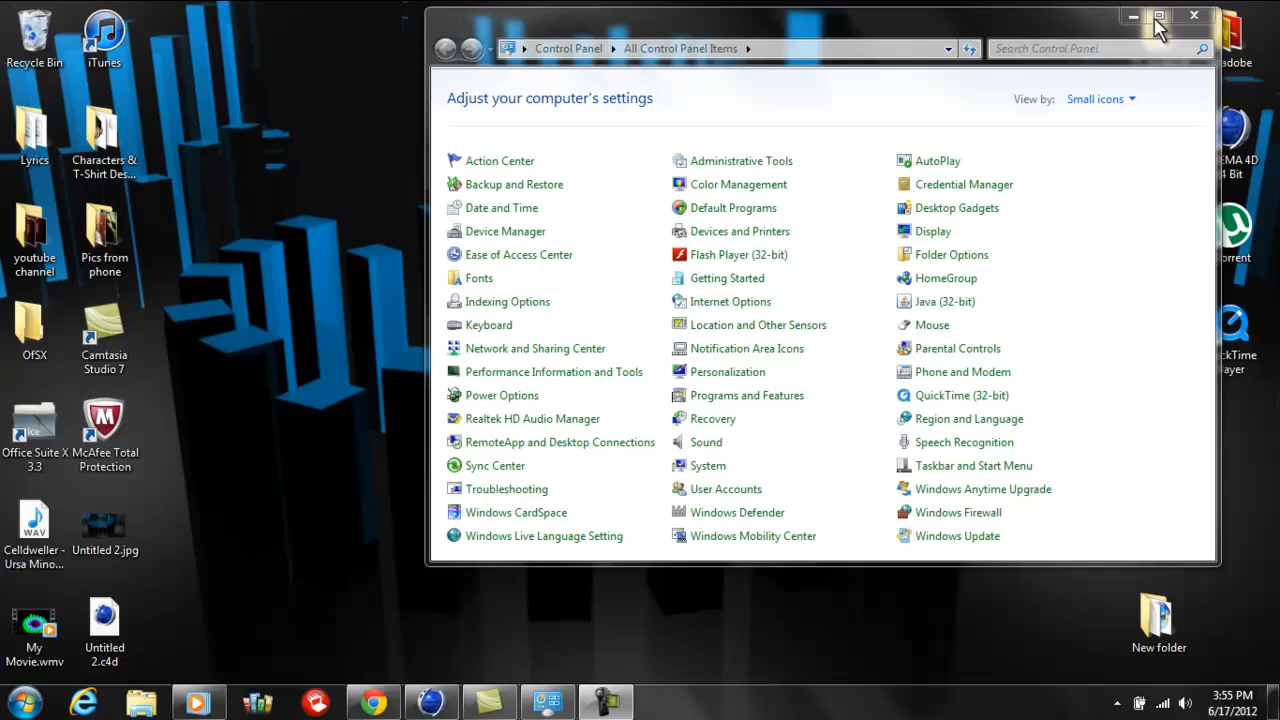 Recycle Bin
iTunes
Lyrics
Characters &
T-Shirt Des...
youtube
channel
Pics from
phone
OfSX
Camtasia
Studio 7
Office Suite X
3.3
McAfee Total
Protection
WAV
Celldweller -
Ursa Mino...
Untitled 2.jpg
My
Movie.wmv
Untitled
2.c4d
Control Panel
All Control Panel Items
Search Control Panel
Adjust your computer's settings
View by:
Small icons
Action Center
Administrative Tools
AutoPlay
Backup and Restore
Color Management
Credential Manager
Date and Time
Default Programs
Desktop Gadgets
Device Manager
Devices and Printers
Display
Ease of Access Center
Flash Player (32-bit)
Folder Options
Fonts
Getting Started
HomeGroup
Indexing Options
Internet Options
Java (32-bit)
Keyboard
Location and Other Sensors
Mouse
Network and Sharing Center
Notification Area Icons
Parental Controls
Performance Information and Tools
Personalization
Phone and Modem
Power Options
Programs and Features
QuickTime (32-bit)
Realtek HD Audio Manager
Recovery
Region and Language
RemoteApp and Desktop Connections
Sound
Speech Recognition
Sync Center
System
Taskbar and Start Menu
Troubleshooting
User Accounts
Windows Anytime Upgrade
Windows CardSpace
Windows Defender
Windows Firewall
Windows Live Language Setting
Windows Mobility Center
Windows Update
adobe
EMA 4D
4 Bit
orrent
ckTime
ayer
New folder
3:55 PM
6/17/2012